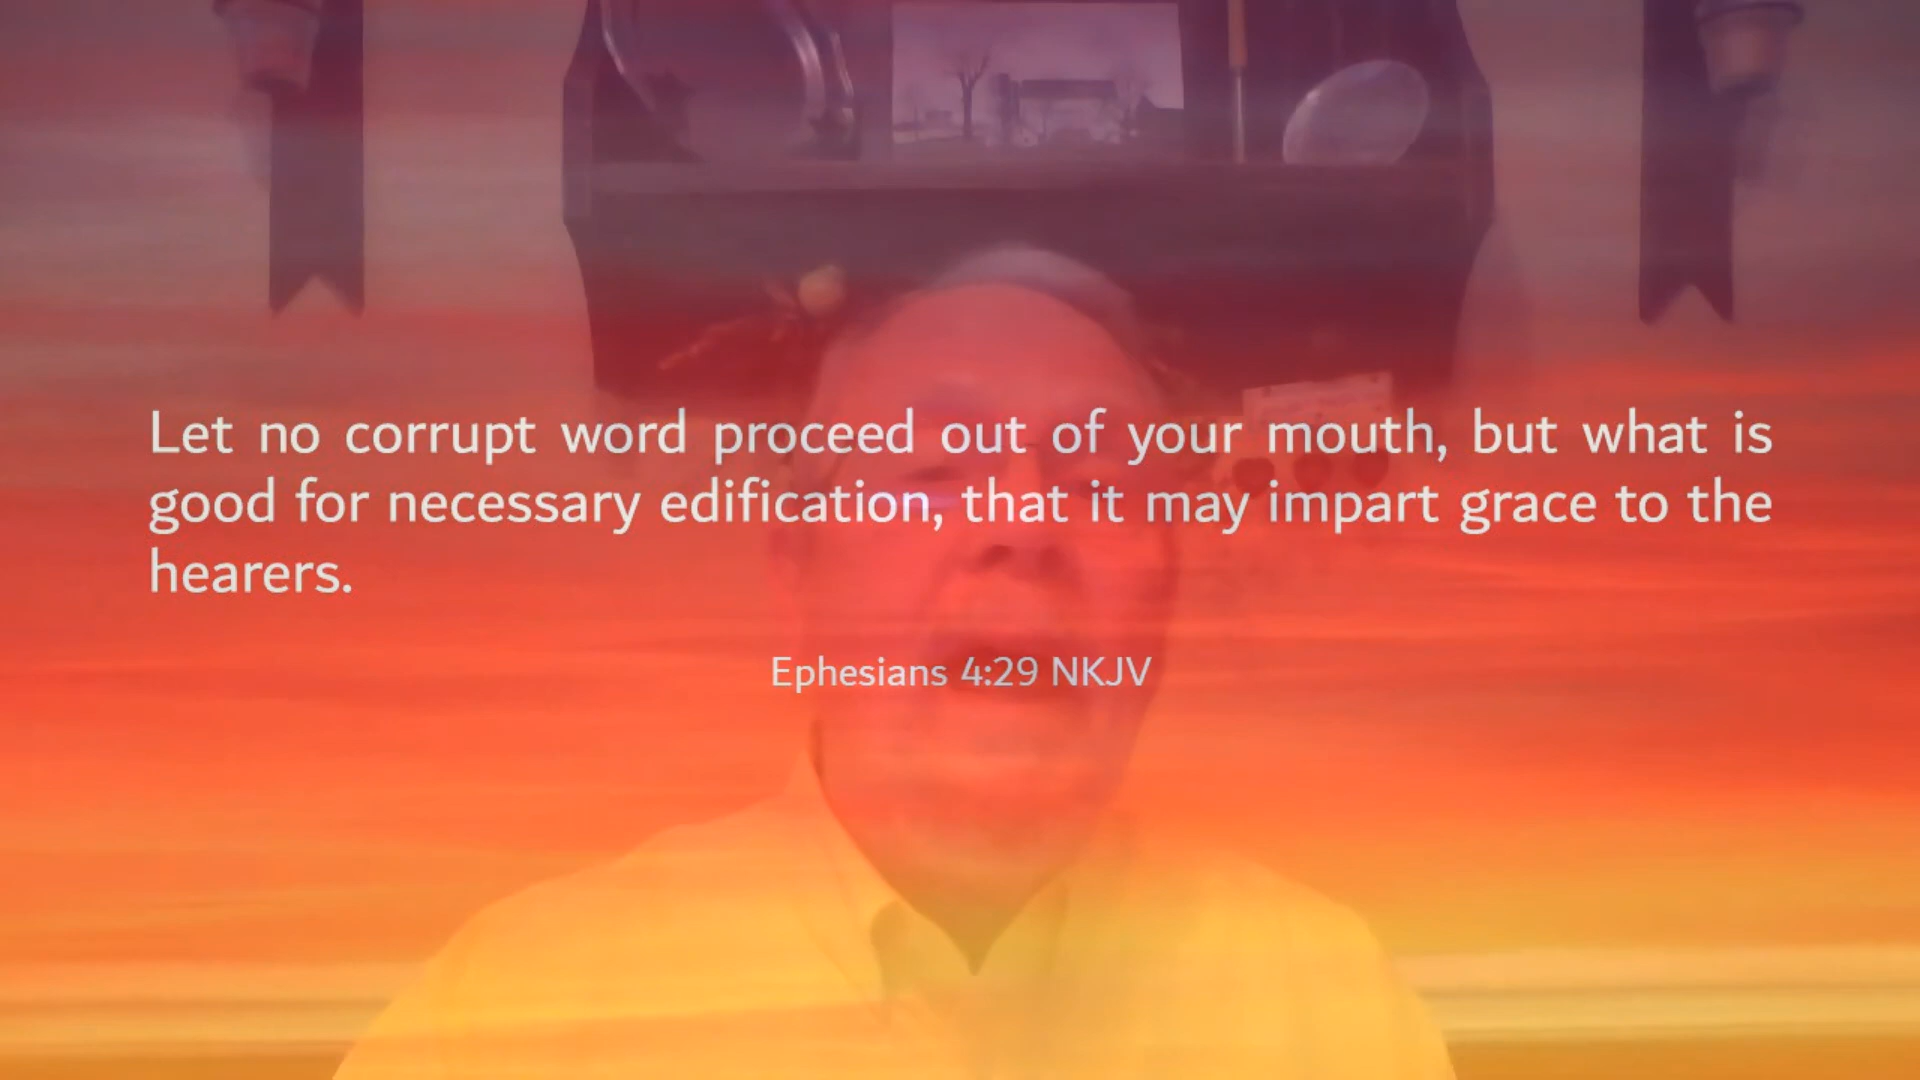 Let no corrupt word proceed out of your mouth, but what is
good for necessary edification, that it may impart grace to the
hearers.
Ephesians 4:29 NKJV